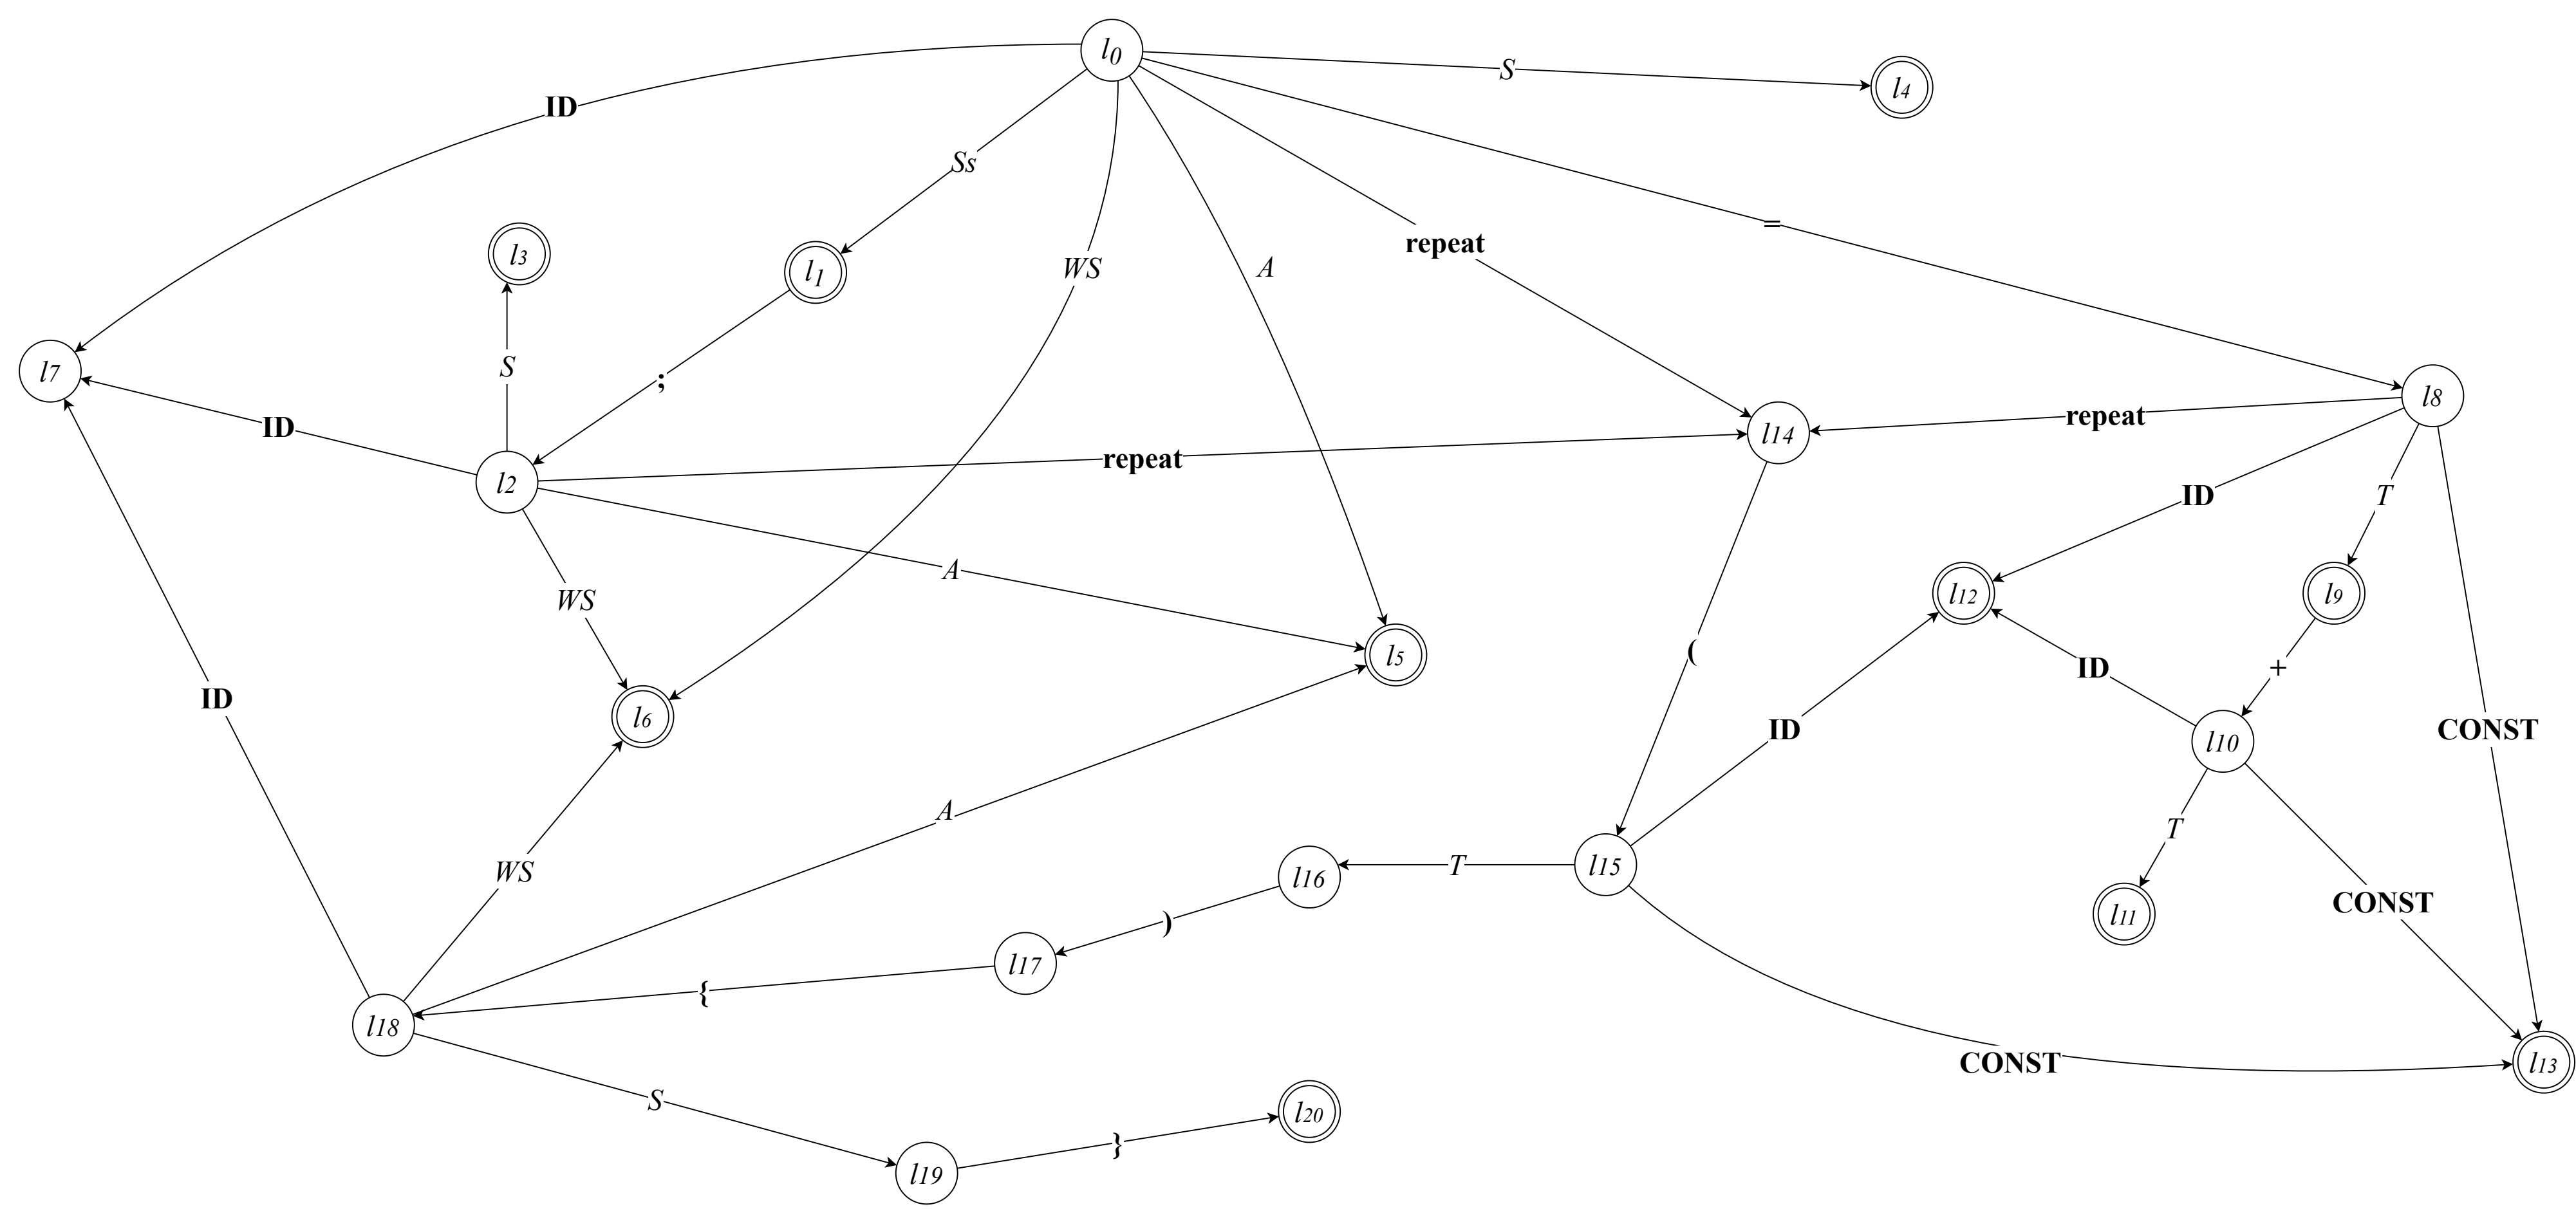 l0
S
l4
ID
Ss
=
l3
l1
WS
A
repeat
l7
S
;
l8
ID
l14
repeat
l2
repeat
ID
T
A
WS
l12
l9
l5
(
ID
+
ID
l6
ID
l10
CONST
A
T
WS
T
l15
l16
CONST
l11
)
l17
{
l18
CONST
l13
S
l20
}
l19